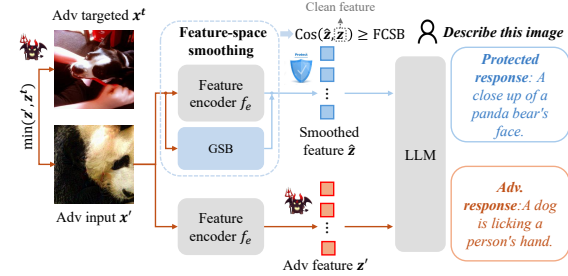 Adv targeted xᵗ
min(z′, zᵗ)
Adv input x′
Feature-space
smoothing
Feature
encoder fₑ
GSB
Feature
encoder fₑ
Clean feature
Cos(ẑ, z) ≥ FCSB
Protect
Smoothed
feature ẑ
Adv feature z′
LLM
Describe this image
Protected
response: A
close up of a
panda bear's
face.
Adv.
response:A dog
is licking a
person's hand.